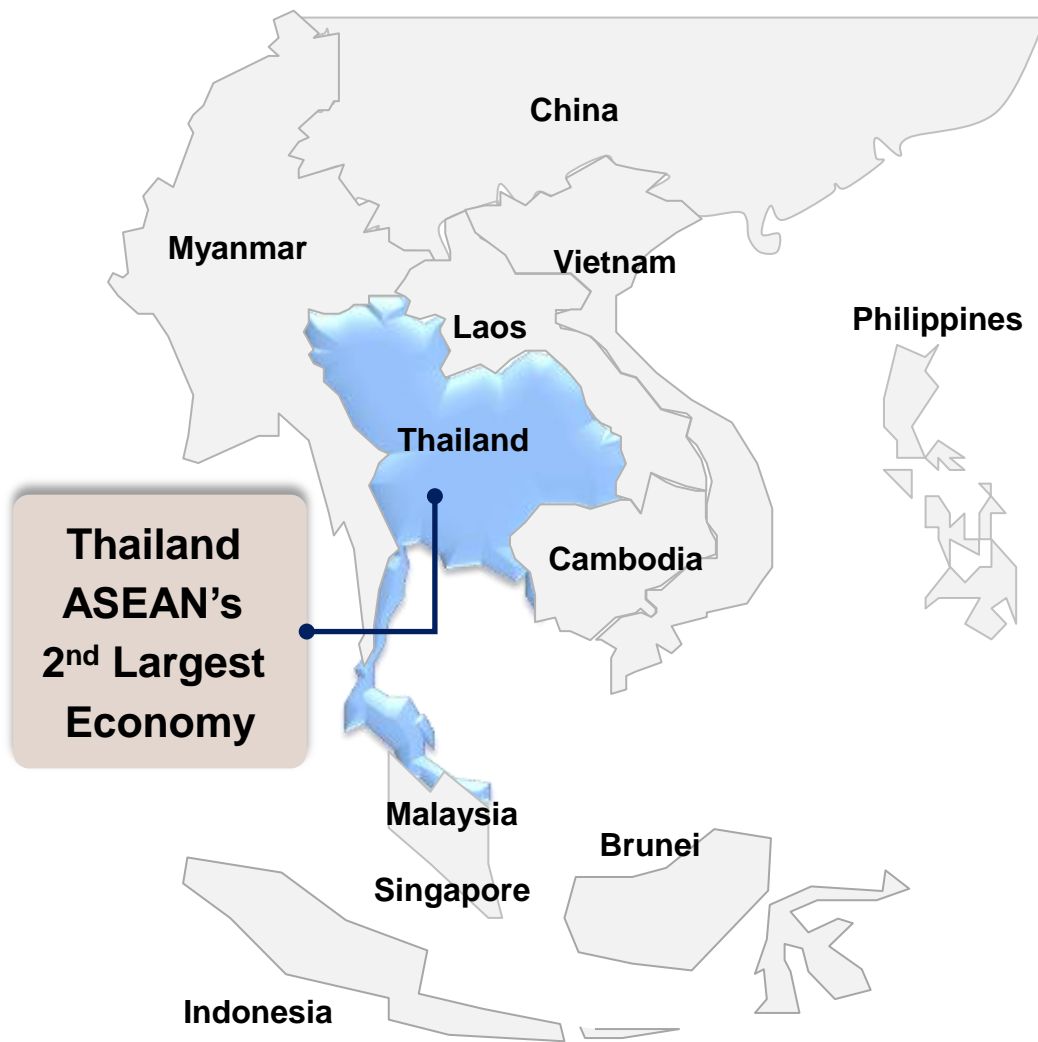 China
Myanmar
Vietnam
Philippines
Laos
Thailand
Thailand
ASEAN’s
2nd Largest
Economy
Cambodia
Malaysia
Brunei
Singapore
Indonesia